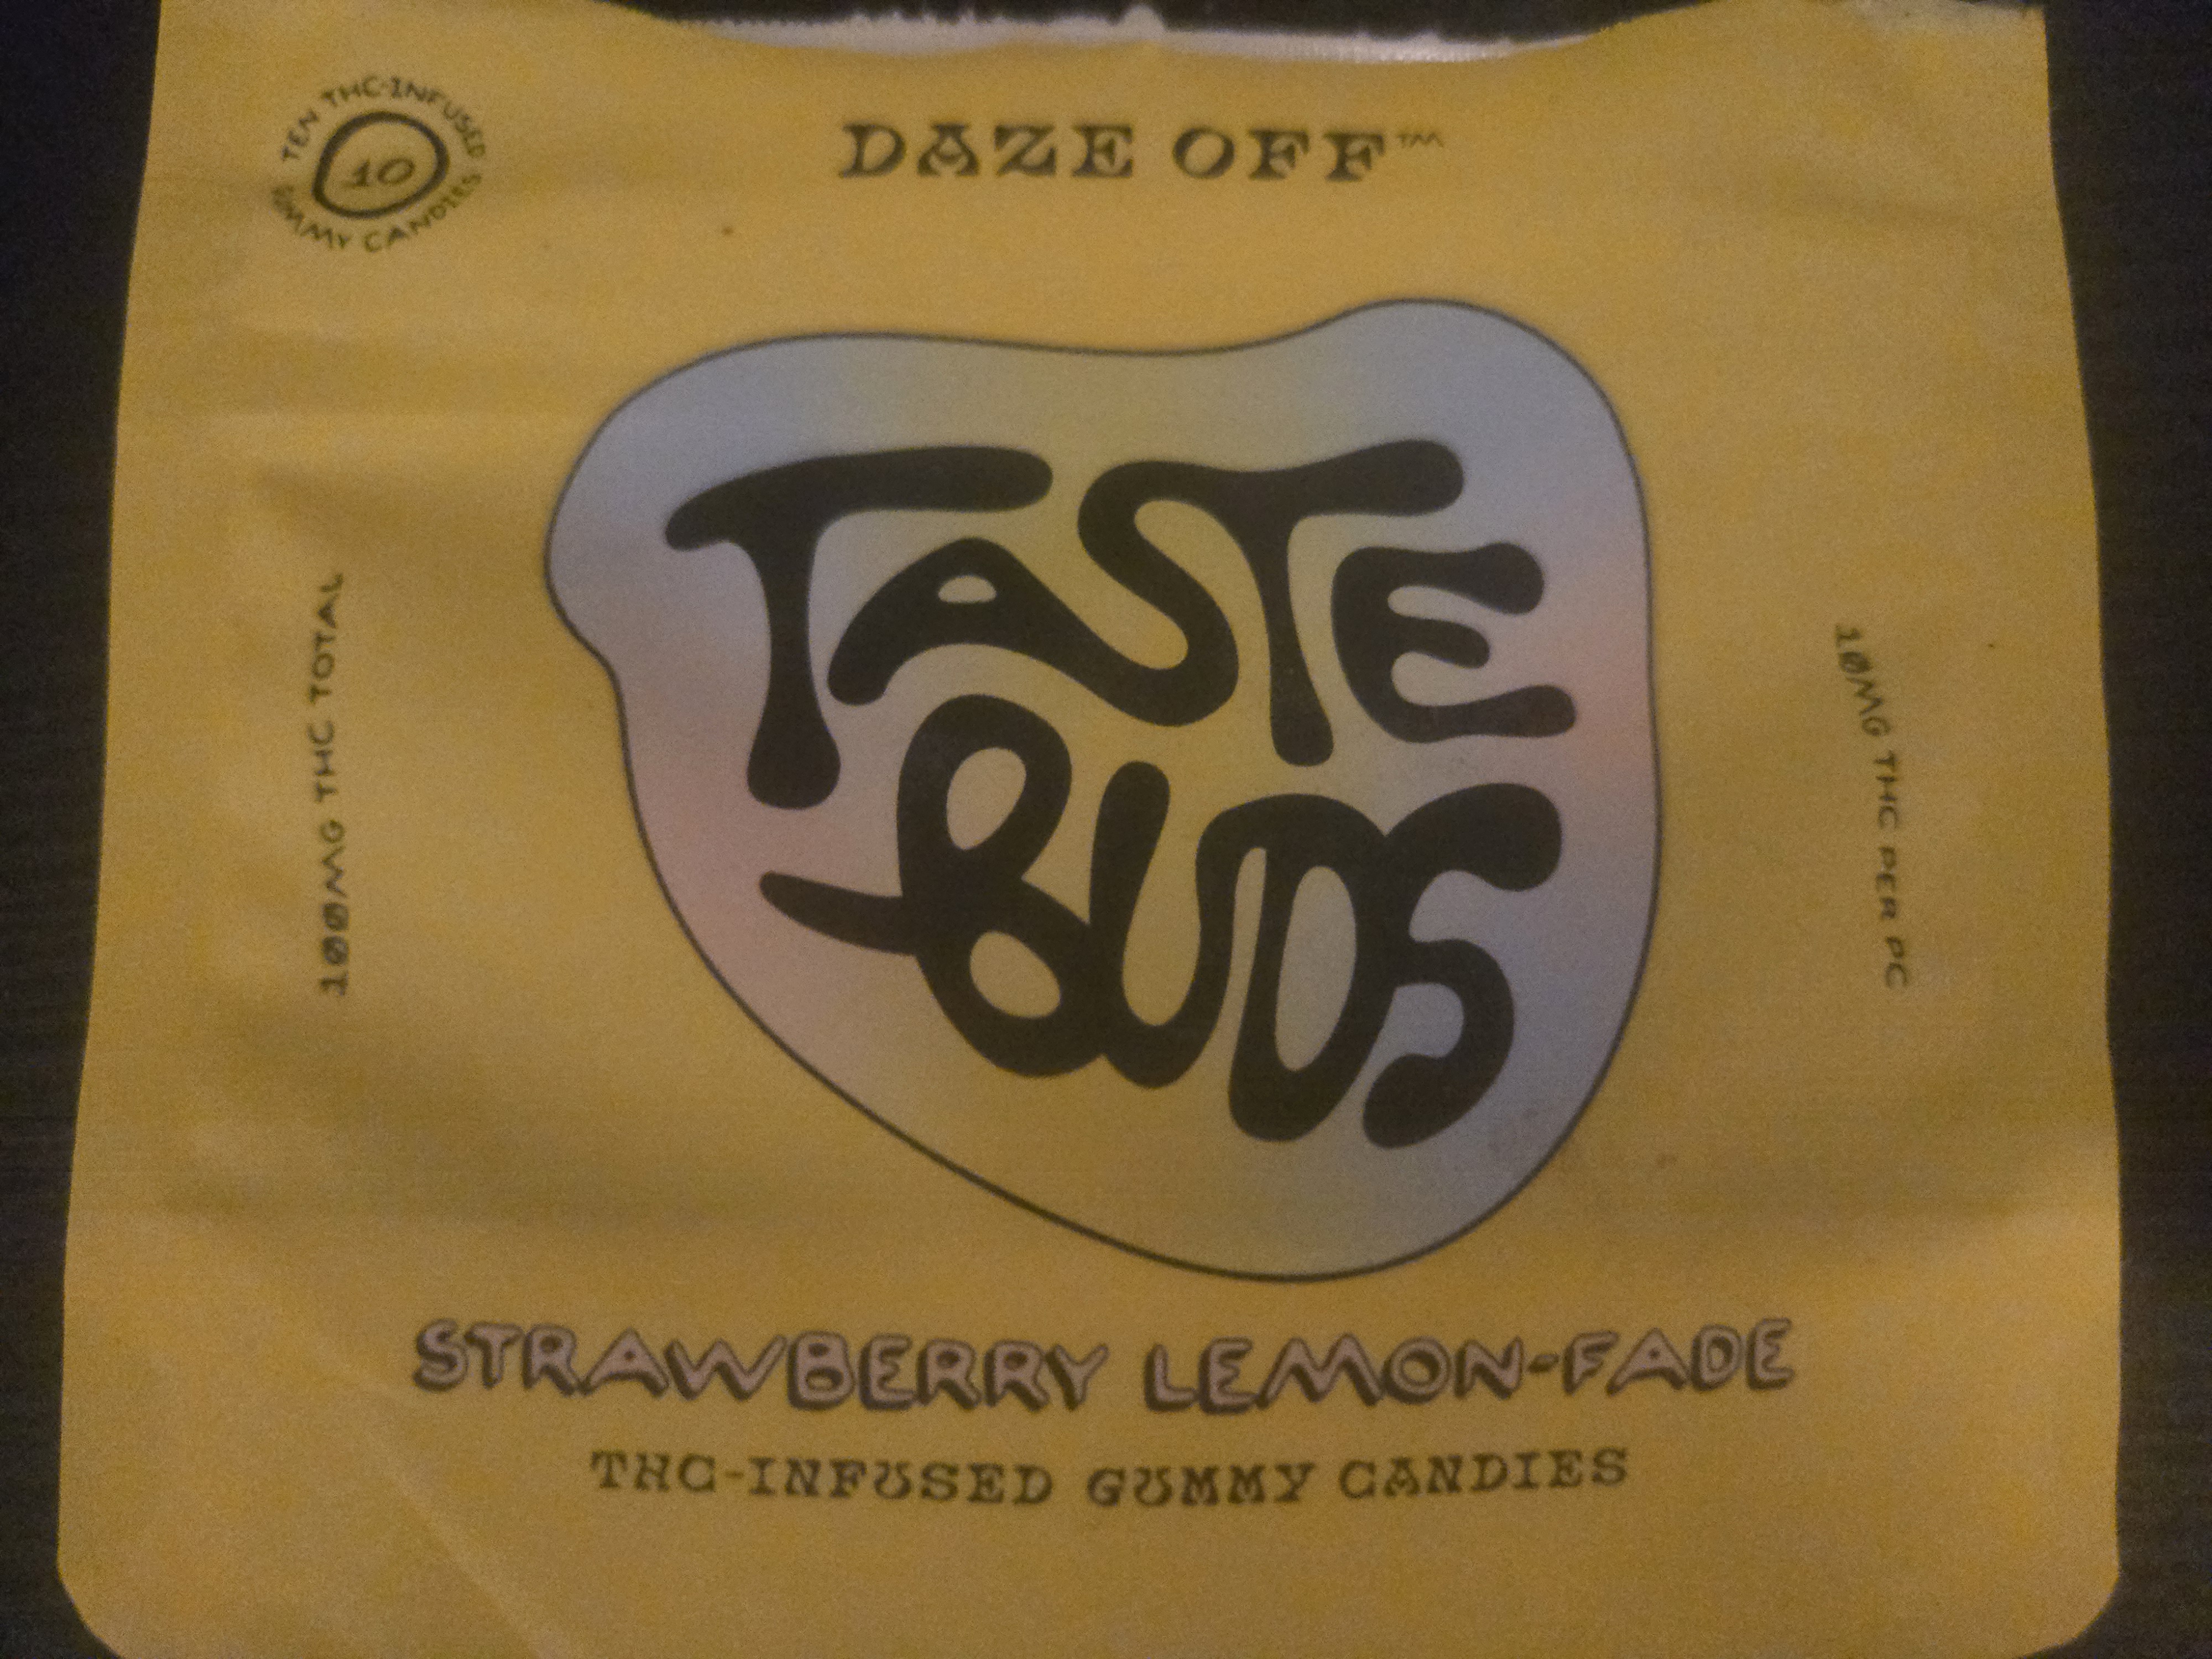 TEN THC-INFUSED
10
GUMMY CANDIES
DAZE OFF™
TASTE
BUDS
100MG THC TOTAL
10MG THC PER PC
STRAWBERRY LEMON-FADE
THC-INFUSED GUMMY CANDIES